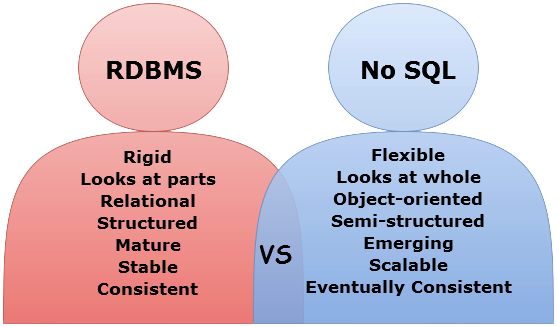 RDBMS
Rigid
Looks at parts
Relational
Structured
Mature
Stable
Consistent
VS
No SQL
Flexible
Looks at whole
Object-oriented
Semi-structured
Emerging
Scalable
Eventually Consistent